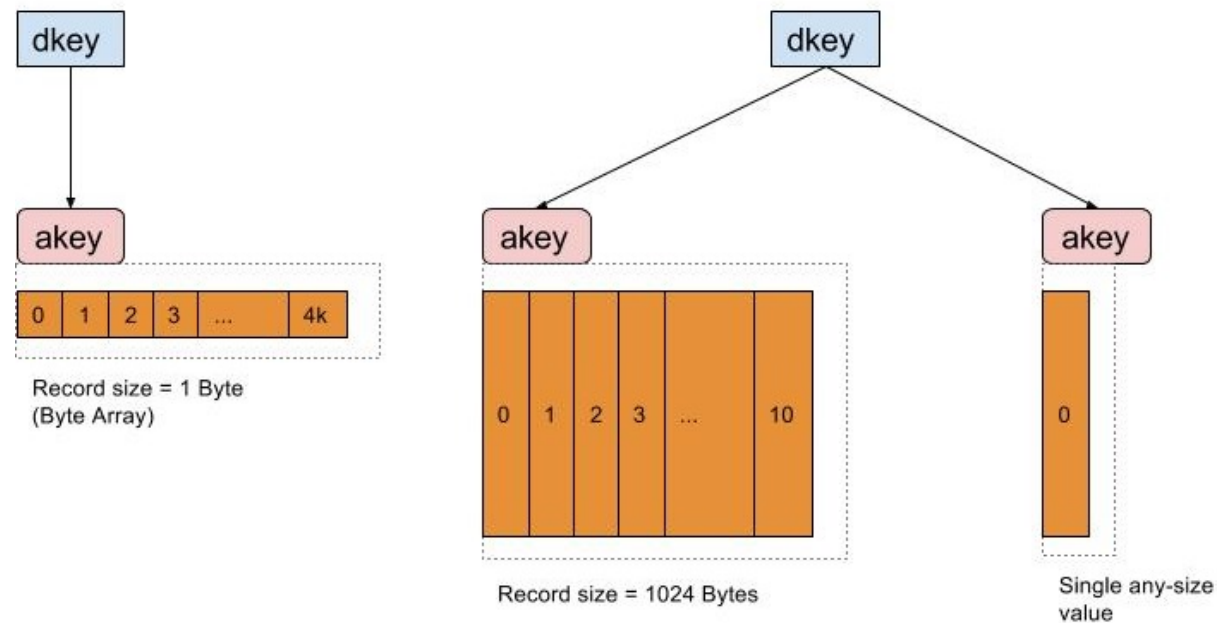 dkey
dkey
akey
akey
akey
0 1 2 3 ... 4k
Record size = 1 Byte
(Byte Array)
0 1 2 3 ... 10
0
Record size = 1024 Bytes
Single any-size
value